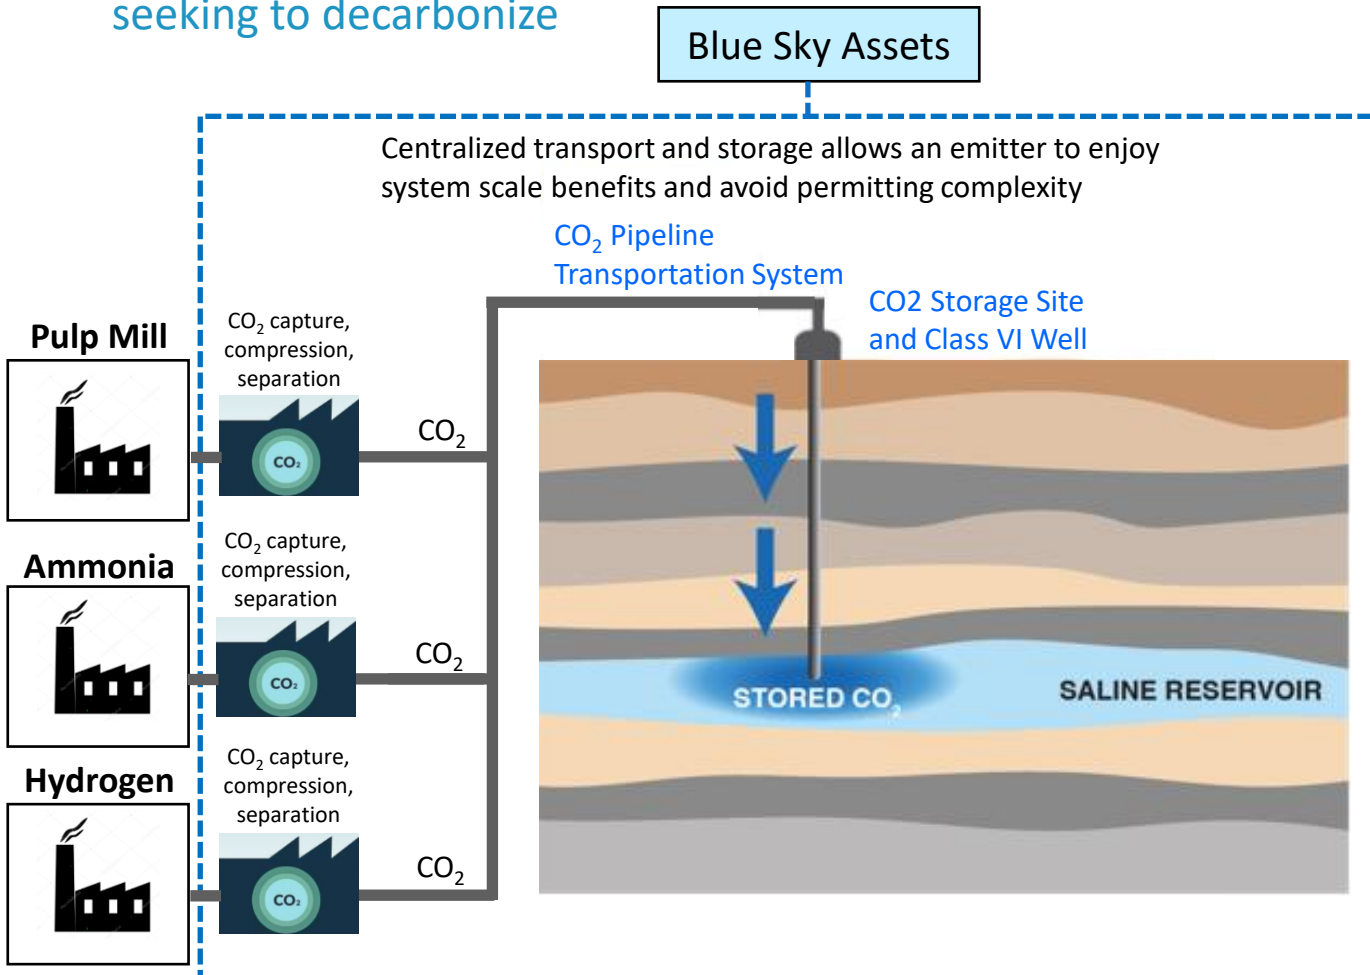 seeking to decarbonize
Blue Sky Assets
Centralized transport and storage allows an emitter to enjoy
system scale benefits and avoid permitting complexity
CO₂ Pipeline
Transportation System
CO2 Storage Site
and Class VI Well
Pulp Mill
CO₂ capture,
compression,
separation
CO₂
CO₂
Ammonia
CO₂ capture,
compression,
separation
CO₂
CO₂
Hydrogen
CO₂ capture,
compression,
separation
CO₂
CO₂
STORED CO₂
SALINE RESERVOIR